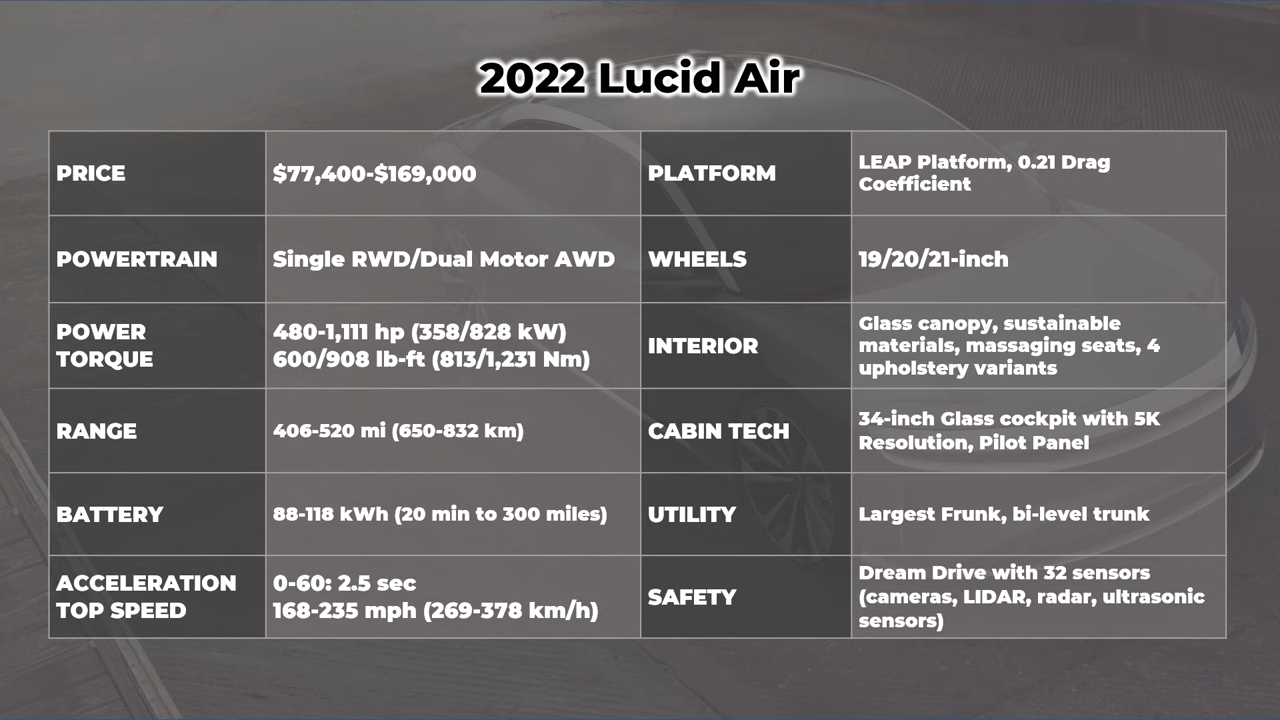 2022 Lucid Air
PRICE
$77,400-$169,000
PLATFORM
LEAP Platform, 0.21 Drag
Coefficient
POWERTRAIN
Single RWD/Dual Motor AWD
WHEELS
19/20/21-inch
POWER
TORQUE
480-1,111 hp (358/828 kW)
600/908 lb-ft (813/1,231 Nm)
INTERIOR
Glass canopy, sustainable
materials, massaging seats, 4
upholstery variants
RANGE
406-520 mi (650-832 km)
CABIN TECH
34-inch Glass cockpit with 5K
Resolution, Pilot Panel
BATTERY
88-118 kWh (20 min to 300 miles)
UTILITY
Largest Frunk, bi-level trunk
ACCELERATION
TOP SPEED
0-60: 2.5 sec
168-235 mph (269-378 km/h)
SAFETY
Dream Drive with 32 sensors
(cameras, LIDAR, radar, ultrasonic
sensors)